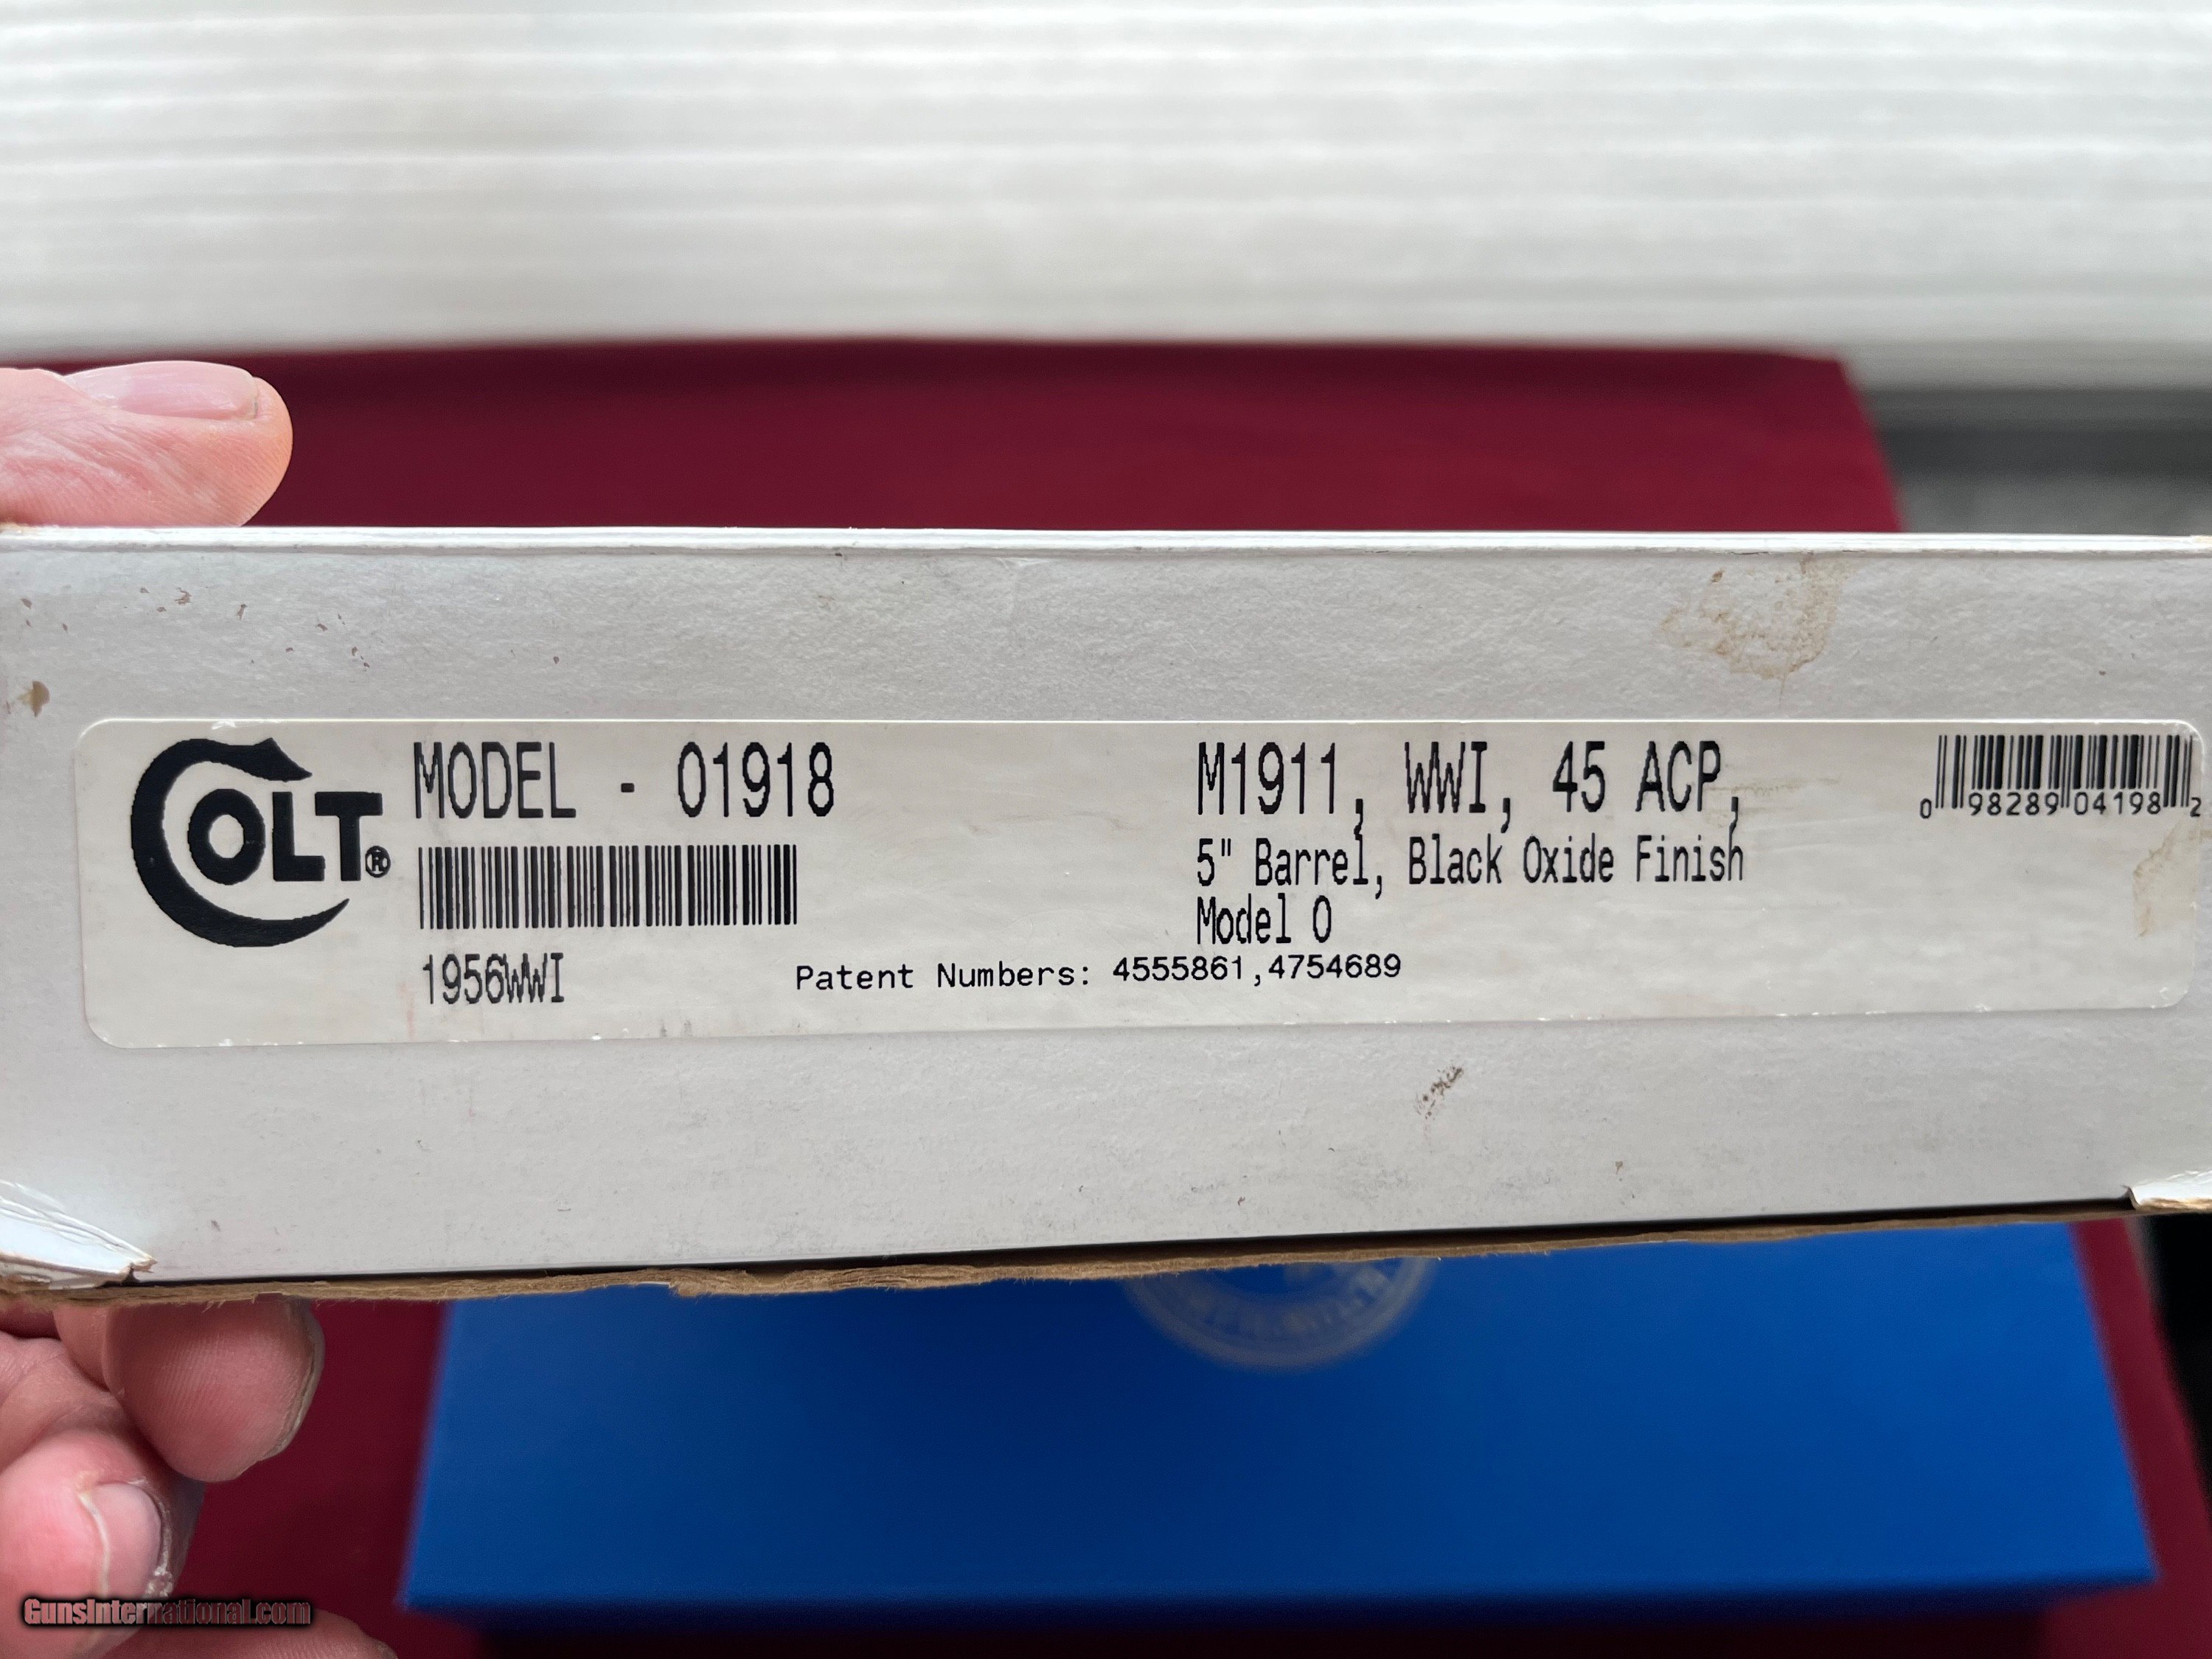 COLT®
MODEL - O1918
1956WWI
M1911, WWI, 45 ACP,
5" Barrel, Black Oxide Finish
Model O
Patent Numbers: 4555861,4754689
0 98289 04198 2
GunsInternational.com